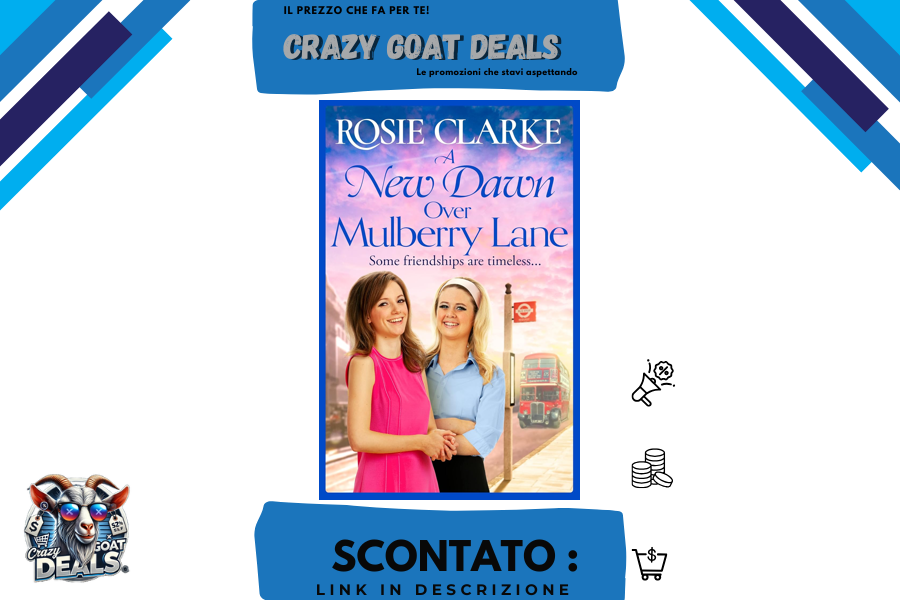 IL PREZZO CHE FA PER TE!
CRAZY GOAT DEALS
Le promozioni che stavi aspettando
ROSIE CLARKE
A
New Dawn
Over
Mulberry Lane
Some friendships are timeless...
Crazy
GOAT
DEALS
SCONTATO :
LINK IN DESCRIZIONE